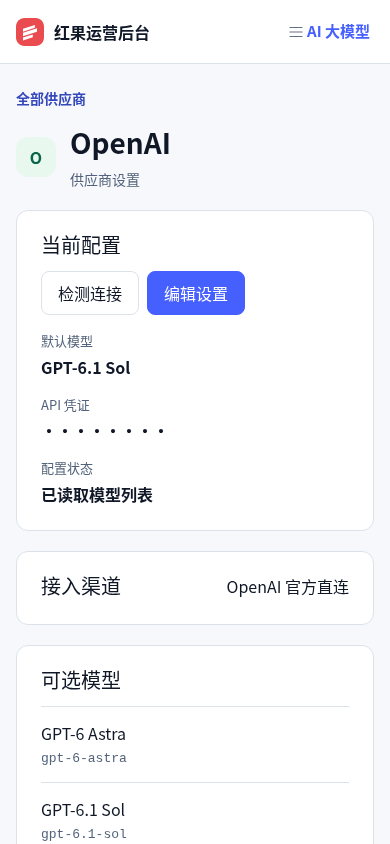 红果运营后台
AI 大模型
全部供应商
O
OpenAI
供应商设置
当前配置
检测连接
编辑设置
默认模型
GPT-6.1 Sol
API 凭证
• • • • • • • •
配置状态
已读取模型列表
接入渠道
OpenAI 官方直连
可选模型
GPT-6 Astra
gpt-6-astra
GPT-6.1 Sol
gpt-6.1-sol